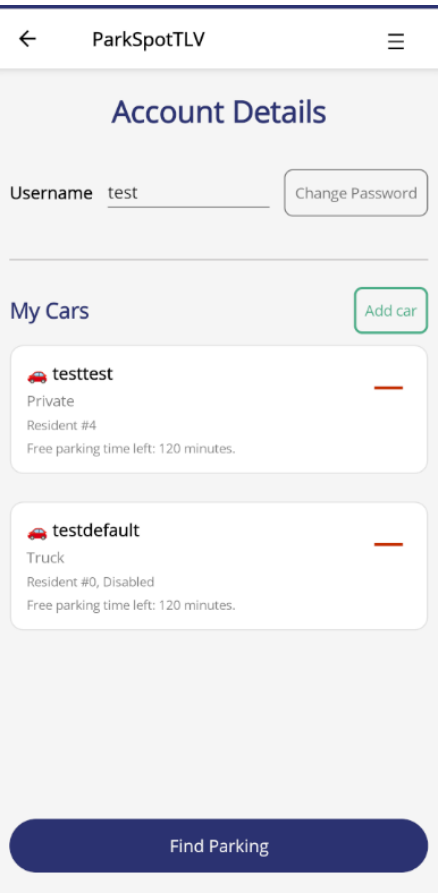 ParkSpotTLV
Account Details
Username test Change Password
My Cars Add car
testtest
Private
Resident #4
Free parking time left: 120 minutes.
testdefault
Truck
Resident #0, Disabled
Free parking time left: 120 minutes.
Find Parking